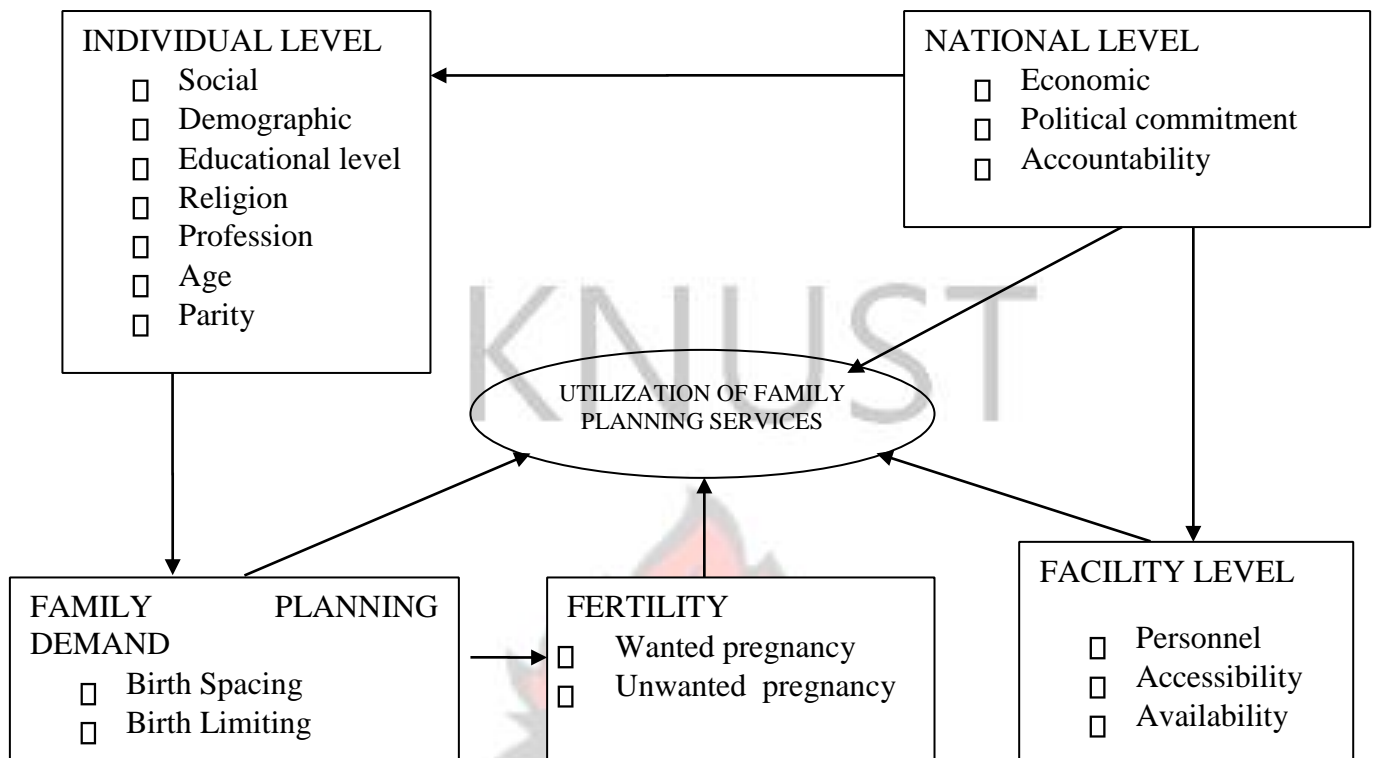 INDIVIDUAL LEVEL
Social
Demographic
Educational level
Religion
Profession
Age
Parity
NATIONAL LEVEL
Economic
Political commitment
Accountability
KNUST
UTILIZATION OF FAMILY
PLANNING SERVICES
FAMILY PLANNING
DEMAND
Birth Spacing
Birth Limiting
FERTILITY
Wanted pregnancy
Unwanted pregnancy
FACILITY LEVEL
Personnel
Accessibility
Availability